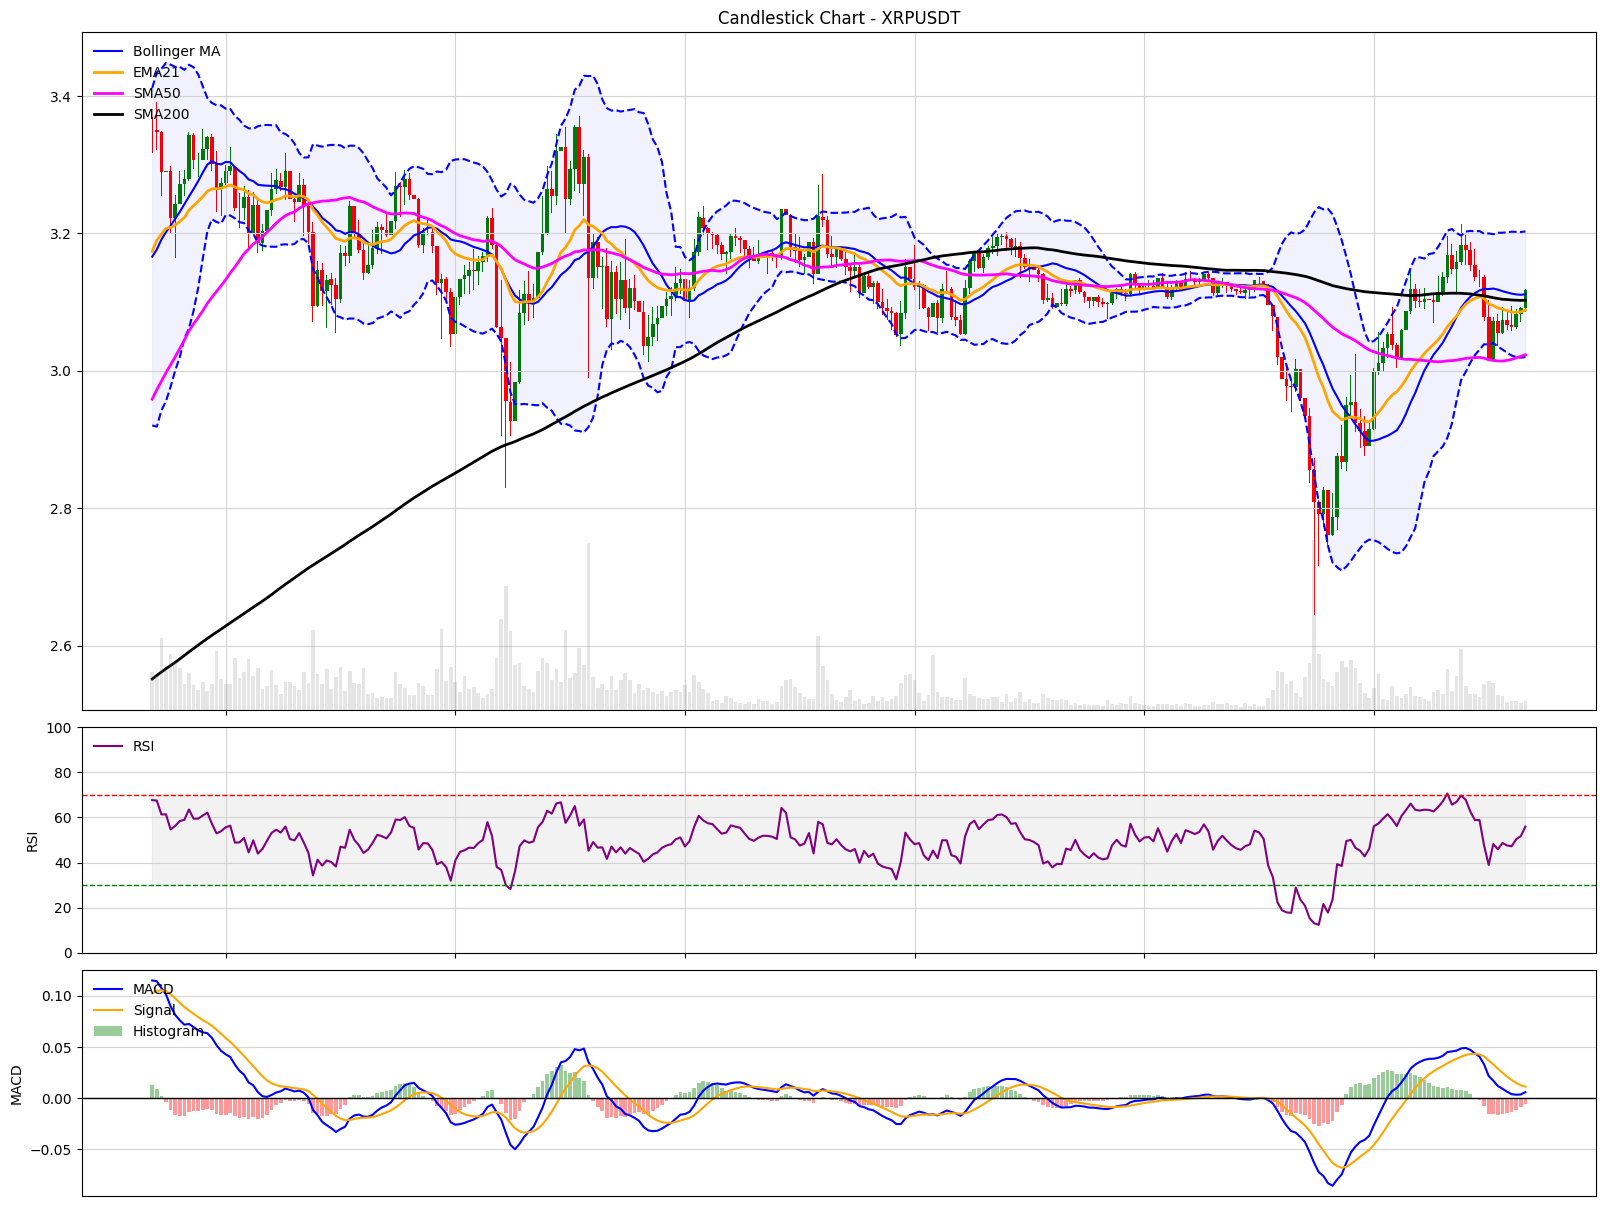 Candlestick Chart - XRPUSDT
Bollinger MA
EMA21
SMA50
SMA200
3.4
3.2
3.0
2.8
2.6
RSI
100
80
60
40
20
0
RSI
MACD
Signal
Histogram
0.10
0.05
0.00
−0.05
MACD